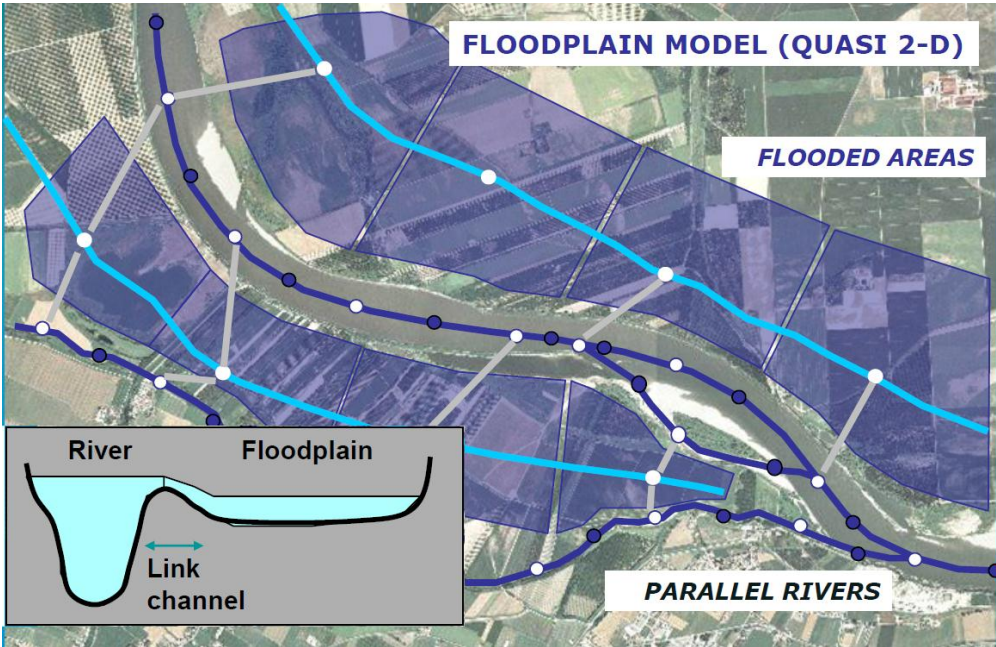 FLOODPLAIN MODEL (QUASI 2-D)
FLOODED AREAS
River Floodplain
Link
channel
PARALLEL RIVERS